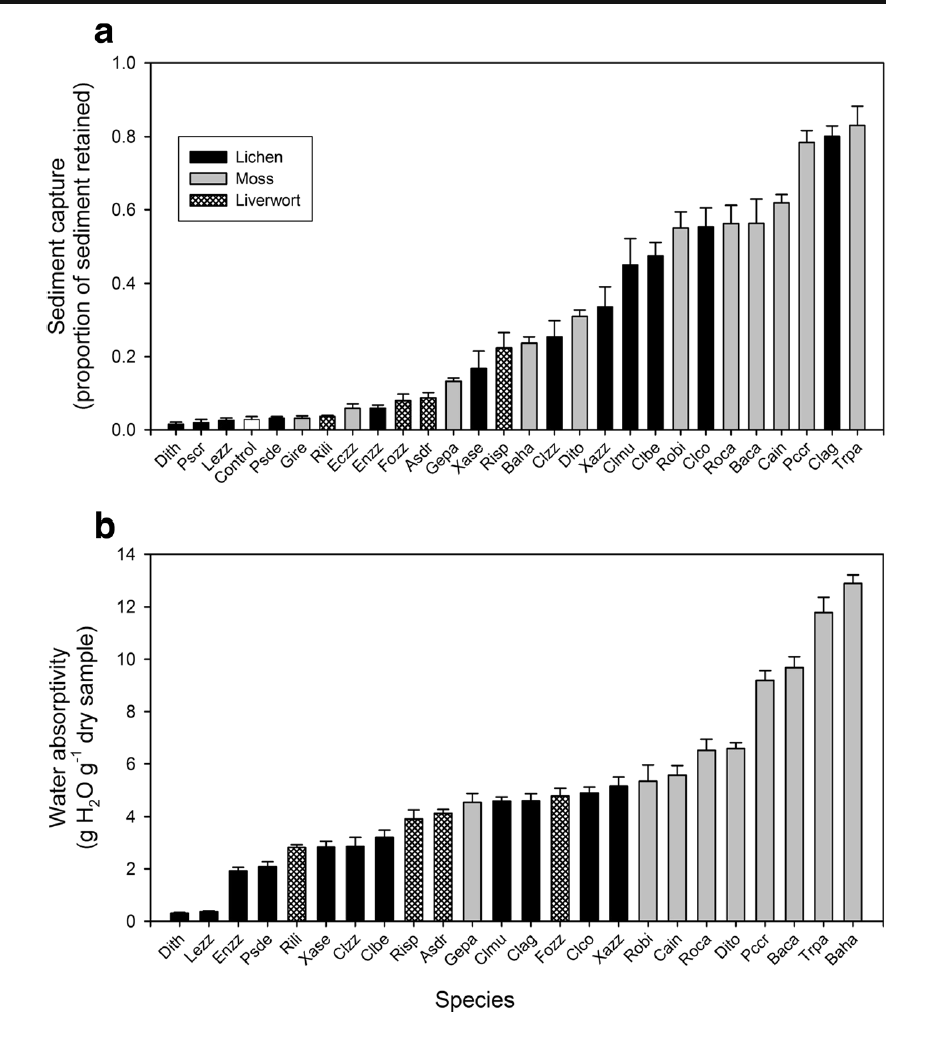 a
Sediment capture
(proportion of sediment retained)
1.0
0.8
0.6
0.4
0.2
0.0
Lichen
Moss
Liverwort
Dith Pscr Lezz Control Psde Gire Rili Eczz Enzz Fozz Asdr Gepa Xase Risp Baha Clzz Dito Xazz Clmu Clbe Robi Clco Roca Baca Cain Pccr Clag Trpa
b
Water absorptivity
(g H₂O g⁻¹ dry sample)
14
12
10
8
6
4
2
0
Dith Lezz Enzz Psde Rili Xase Clzz Clbe Risp Asdr Gepa Clmu Clag Fozz Clco Xazz Robi Cain Roca Dito Pccr Baca Trpa Baha
Species